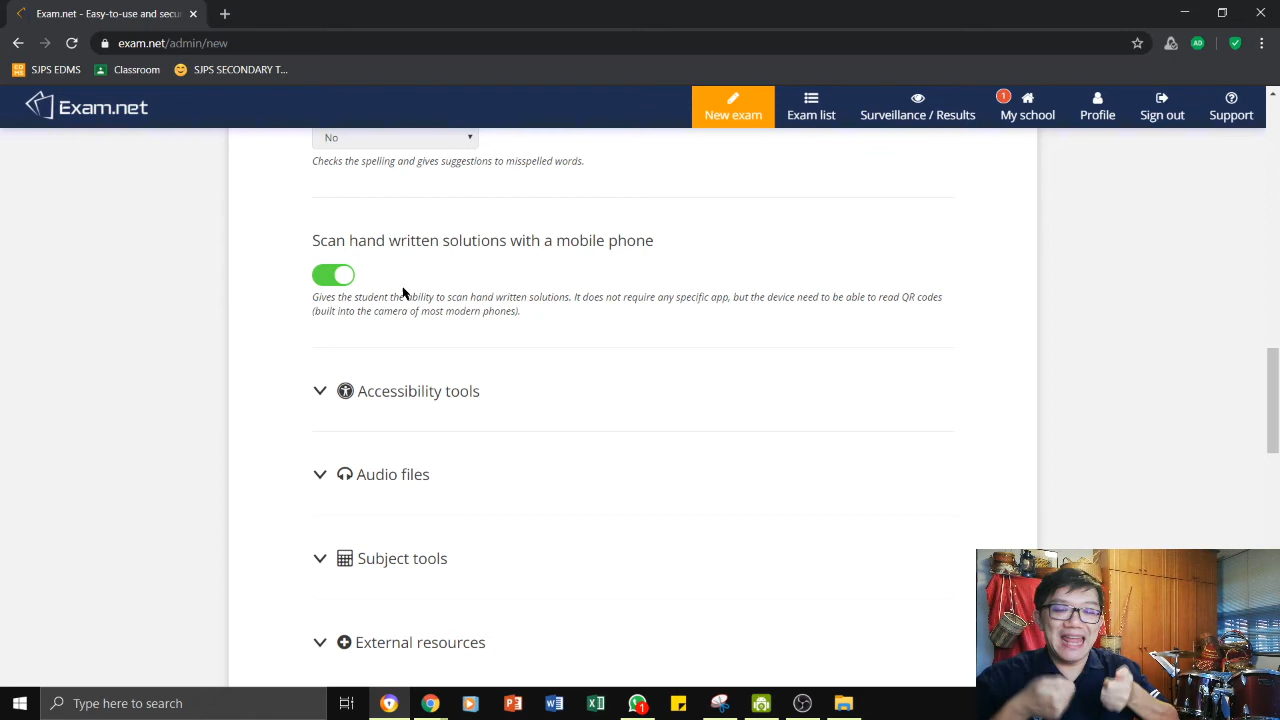 Exam.net - Easy-to-use and secu
exam.net/admin/new
SJPS EDMS
Classroom
SJPS SECONDARY T...
Exam.net
New exam
Exam list
Surveillance / Results
1
My school
Profile
Sign out
Support
No
Checks the spelling and gives suggestions to misspelled words.
Scan hand written solutions with a mobile phone
Gives the student the ability to scan hand written solutions. It does not require any specific app, but the device need to be able to read QR codes
(built into the camera of most modern phones).
Accessibility tools
Audio files
Subject tools
External resources
Type here to search
1